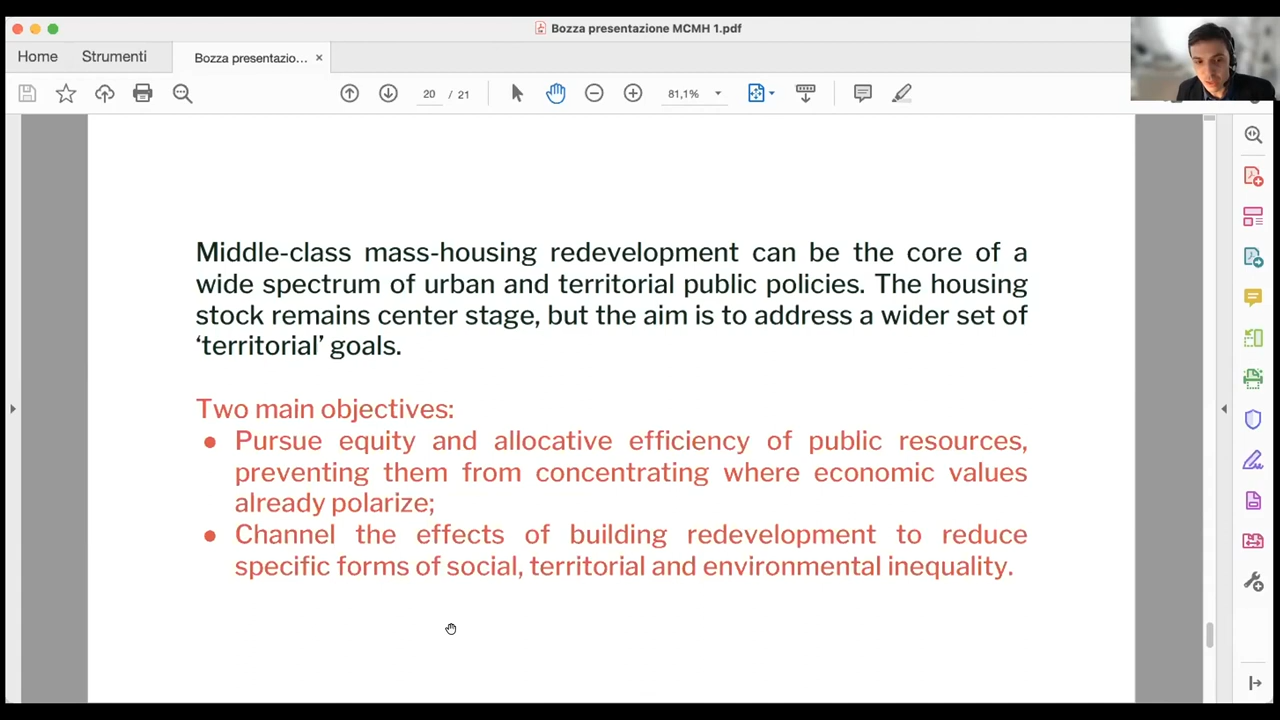 Bozza presentazione MCMH 1.pdf
Home Strumenti Bozza presentazio... ×
20 / 21 81,1%
Middle-class mass-housing redevelopment can be the core of a
wide spectrum of urban and territorial public policies. The housing
stock remains center stage, but the aim is to address a wider set of
‘territorial’ goals.
Two main objectives:
● Pursue equity and allocative efficiency of public resources,
preventing them from concentrating where economic values
already polarize;
● Channel the effects of building redevelopment to reduce
specific forms of social, territorial and environmental inequality.